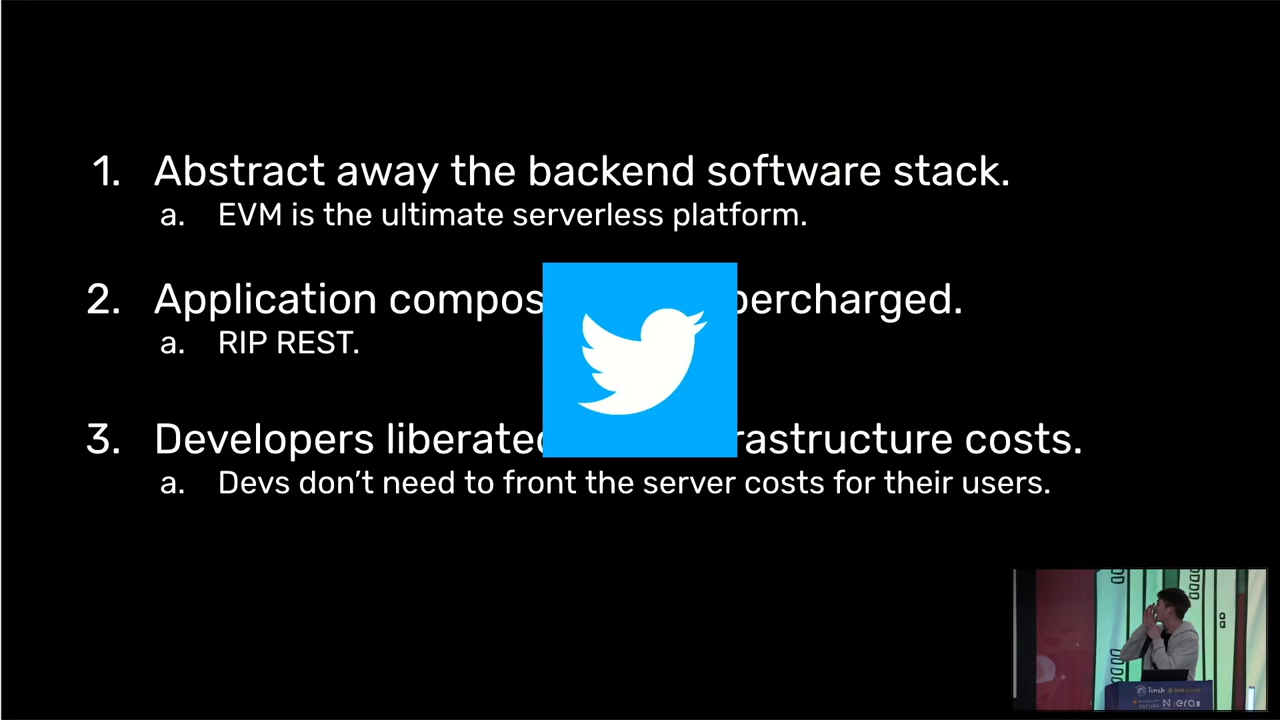 1. Abstract away the backend software stack.
a. EVM is the ultimate serverless platform.
2. Application compos percharged.
a. RIP REST.
3. Developers liberated rastructure costs.
a. Devs don’t need to front the server costs for their users.